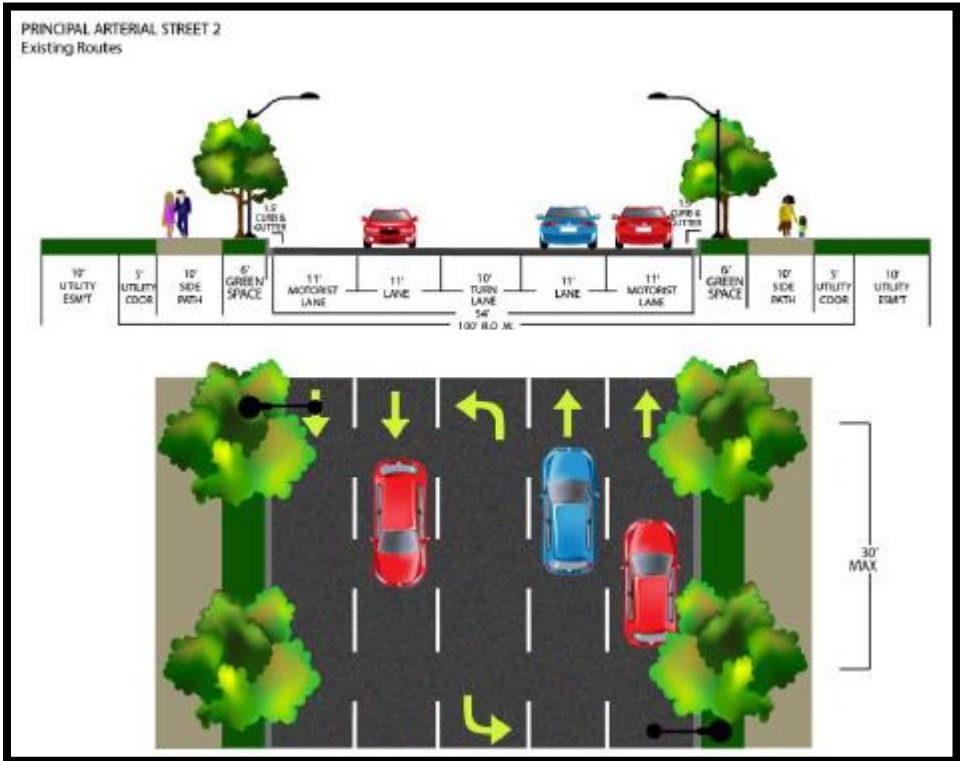 PRINCIPAL ARTERIAL STREET 2
Existing Routes
1.5'
CURB &
GUTTER
1.5'
CURB &
GUTTER
10'
UTILITY
ESM'T
5'
UTILITY
COOR
10'
SIDE
PATH
6'
GREEN
SPACE
11'
MOTORIST
LANE
11'
LANE
10'
TURN
LANE
11'
LANE
11'
MOTORIST
LANE
6'
GREEN
SPACE
10'
SIDE
PATH
5'
UTILITY
COOR
10'
UTILITY
ESM'T
54'
100' R.O .W.
30'
MAX